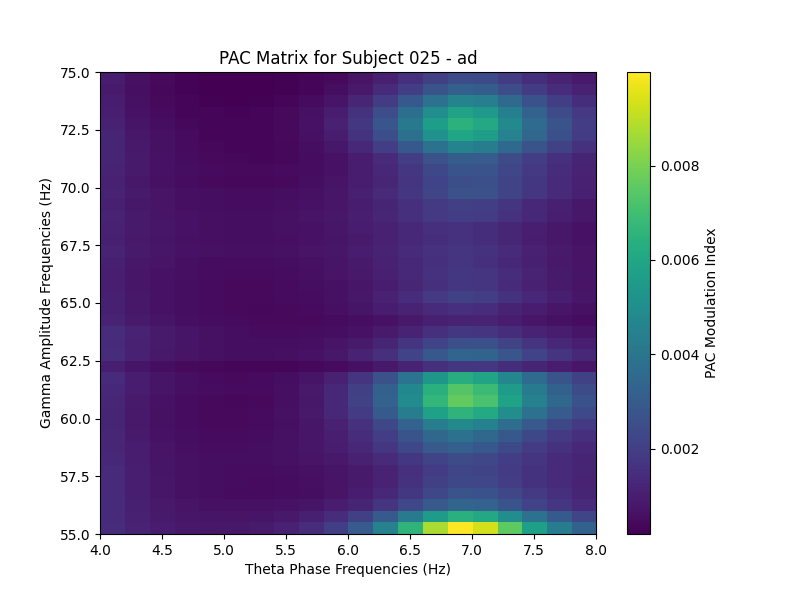 PAC Matrix for Subject 025 - ad
75.0
72.5
70.0
67.5
65.0
62.5
60.0
57.5
55.0
Gamma Amplitude Frequencies (Hz)
4.0 4.5 5.0 5.5 6.0 6.5 7.0 7.5 8.0
Theta Phase Frequencies (Hz)
0.008
0.006
0.004
0.002
PAC Modulation Index